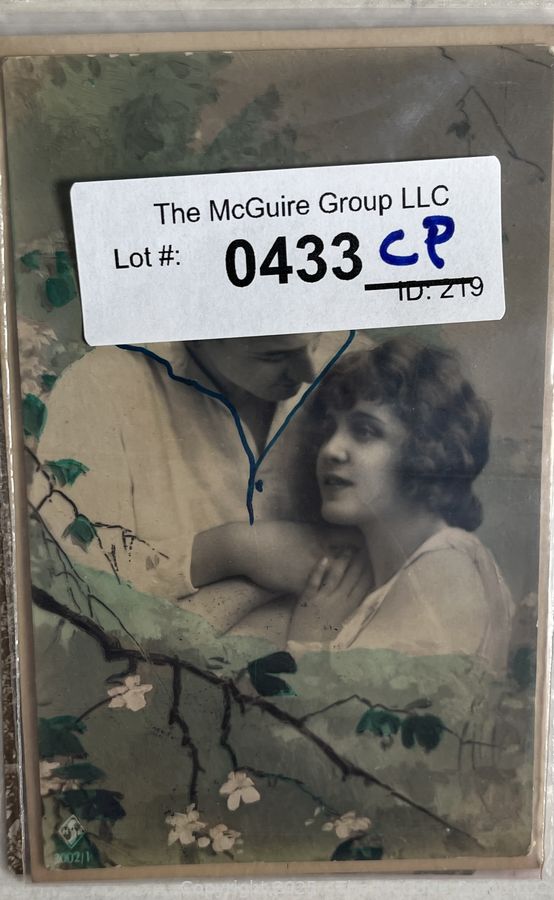 The McGuire Group LLC
Lot #: 0433 CP
ID: 219
2002/1